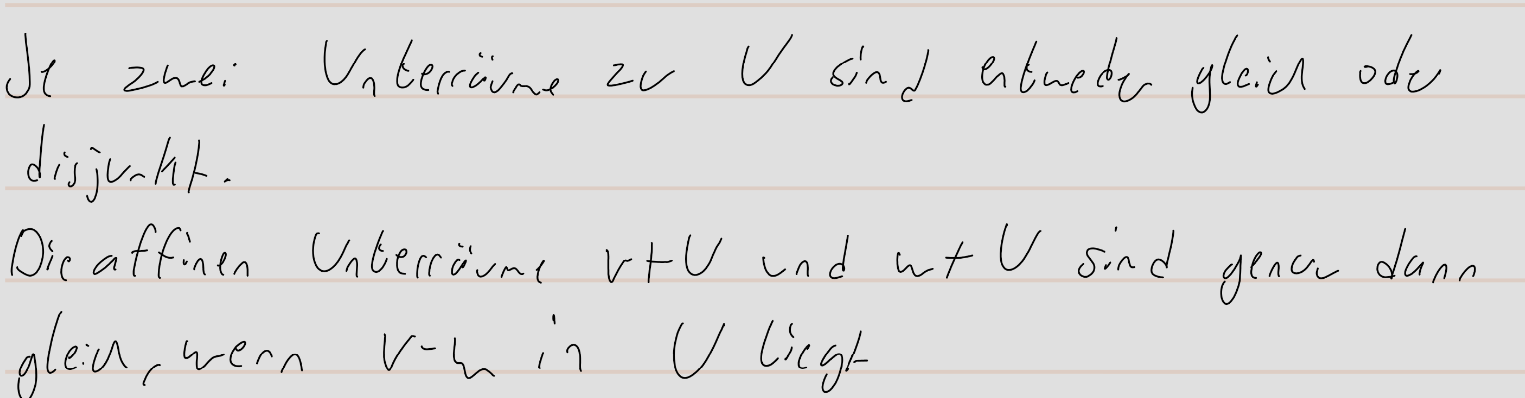 Je zwei Unterräume zu U sind entweder gleich oder
disjunkt.
Die affinen Unterräume v+U und w+U sind genau dann
gleich, wenn v-w in U liegt